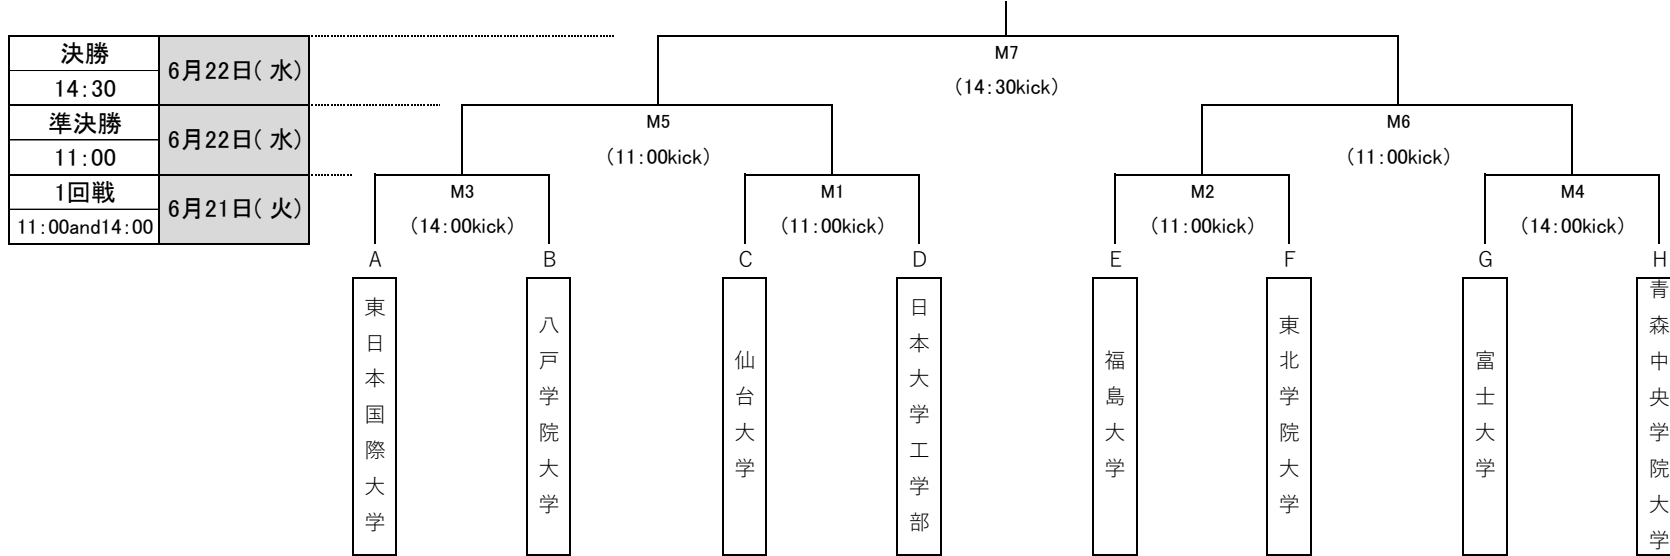 決勝
14:30
6月22日( 水)
準決勝
11:00
6月22日( 水)
1回戦
11:00and14:00
6月21日( 火)
M7
(14:30kick)
M5
(11:00kick)
M6
(11:00kick)
M3
(14:00kick)
M1
(11:00kick)
M2
(11:00kick)
M4
(14:00kick)
A
B
C
D
E
F
G
H
東日本国際大学
八戸学院大学
仙台大学
日本大学工学部
福島大学
東北学院大学
富士大学
青森中央学院大学